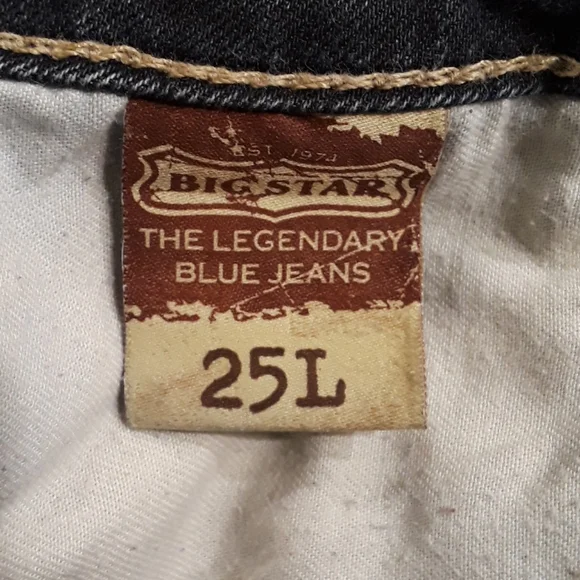 EST. 1974
BIG STAR
THE LEGENDARY
BLUE JEANS
25L